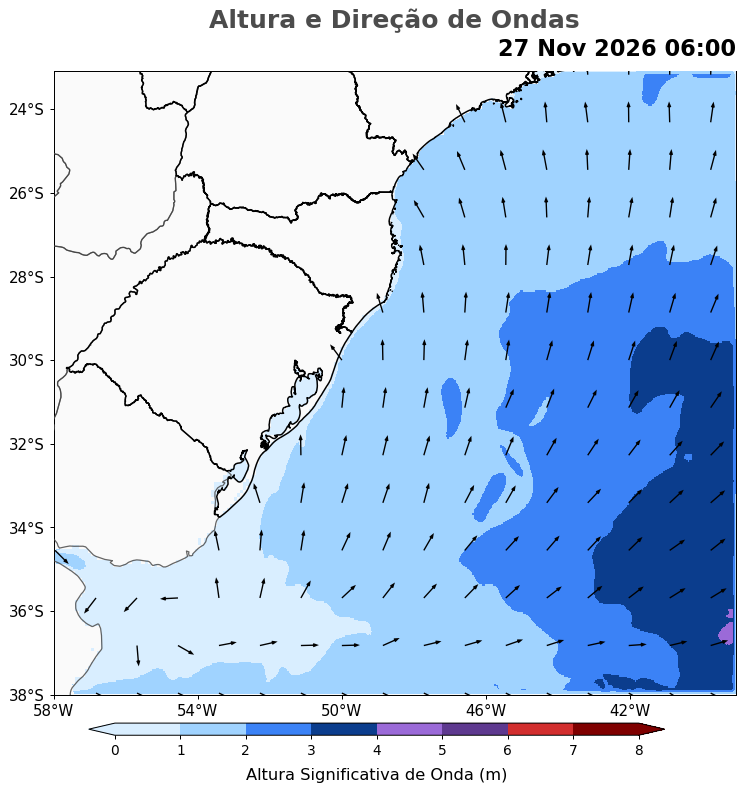 Altura e Direção de Ondas
27 Nov 2026 06:00
24°S
26°S
28°S
30°S
32°S
34°S
36°S
38°S
58°W 54°W 50°W 46°W 42°W
0 1 2 3 4 5 6 7 8
Altura Significativa de Onda (m)